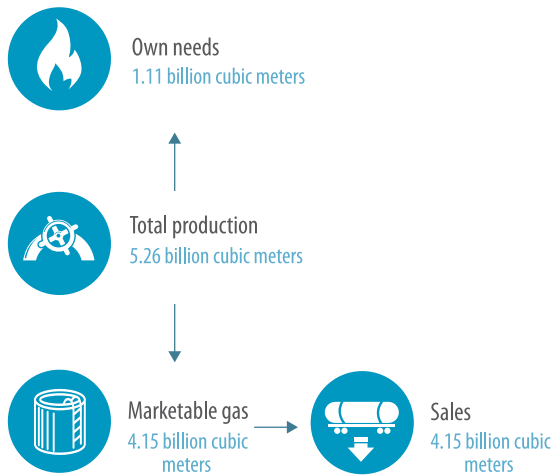 Own needs
1.11 billion cubic meters
Total production
5.26 billion cubic meters
Marketable gas
4.15 billion cubic
meters
Sales
4.15 billion cubic
meters